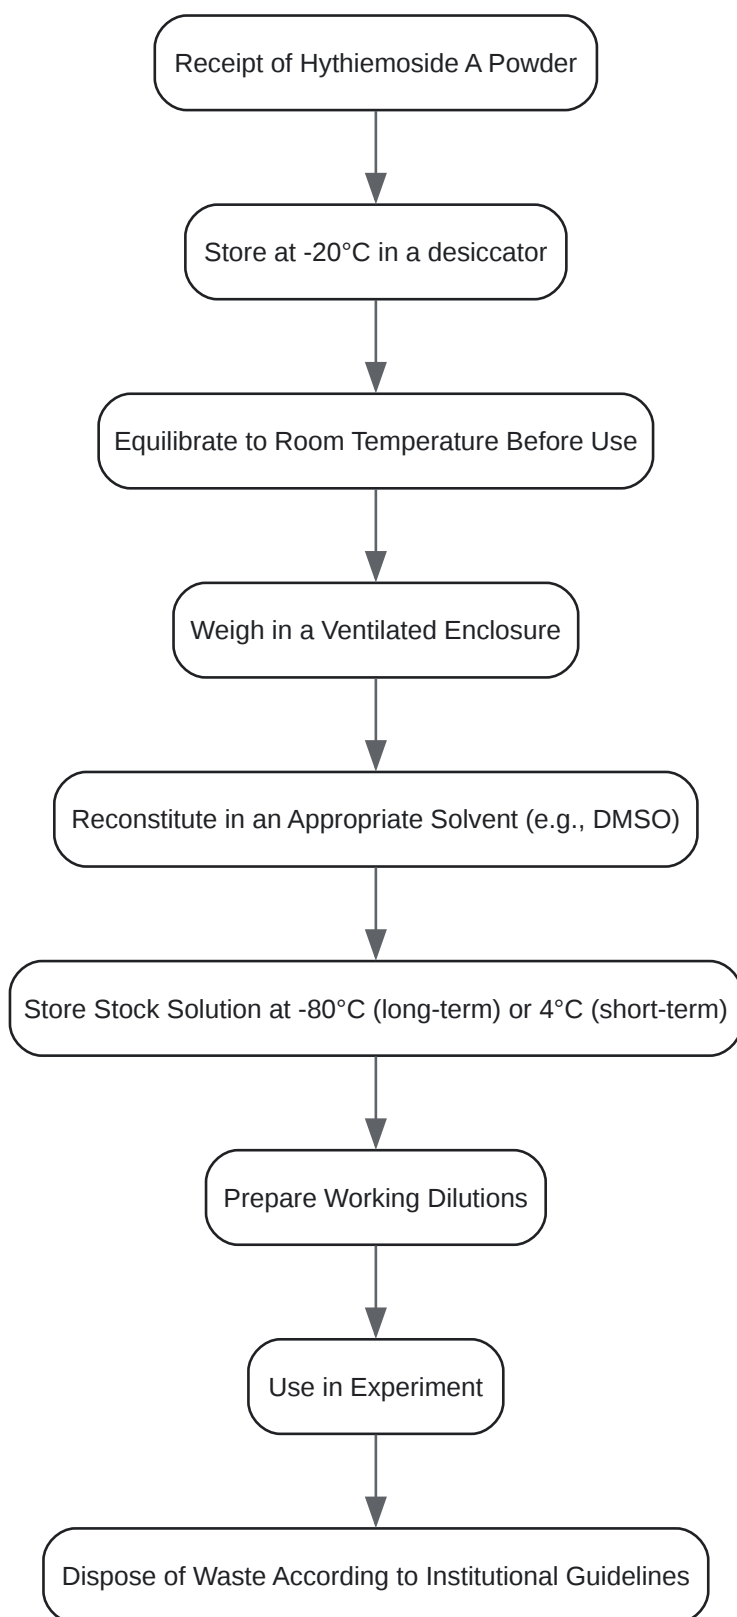 Receipt of Hythiemoside A Powder
Store at -20°C in a desiccator
Equilibrate to Room Temperature Before Use
Weigh in a Ventilated Enclosure
Reconstitute in an Appropriate Solvent (e.g., DMSO)
Store Stock Solution at -80°C (long-term) or 4°C (short-term)
Prepare Working Dilutions
Use in Experiment
Dispose of Waste According to Institutional Guidelines